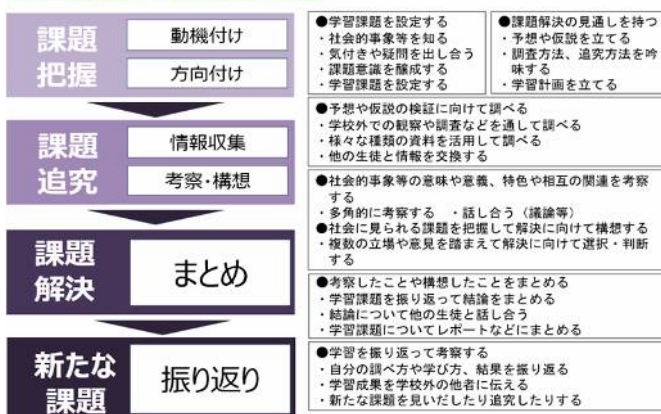 課題
把握
動機付け
方向付け
●学習課題を設定する
・社会的事象等を知る
・気付きや疑問を出し合う
・課題意識を醸成する
・学習課題を設定する
●課題解決の見通しを持つ
・予想や仮説を立てる
・調査方法、追究方法を吟
味する
・学習計画を立てる
課題
追究
情報収集
考察・構想
●予想や仮説の検証に向けて調べる
・学校外での観察や調査などを通して調べる
・様々な種類の資料を活用して調べる
・他の生徒と情報を交換する
●社会的事象等の意味や意義、特色や相互の関連を考察
する
・多角的に考察する　・話し合う（議論等）
●社会に見られる課題を把握して解決に向けて構想する
・複数の立場や意見を踏まえて解決に向けて選択・判断
する
課題
解決
まとめ
●考察したことや構想したことをまとめる
・学習課題を振り返って結論をまとめる
・結論について他の生徒と話し合う
・学習課題についてレポートなどにまとめる
新たな
課題
振り返り
●学習を振り返って考察する
・自分の調べ方や学び方、結果を振り返る
・学習成果を学校外の他者に伝える
・新たな課題を見いだしたり追究したりする